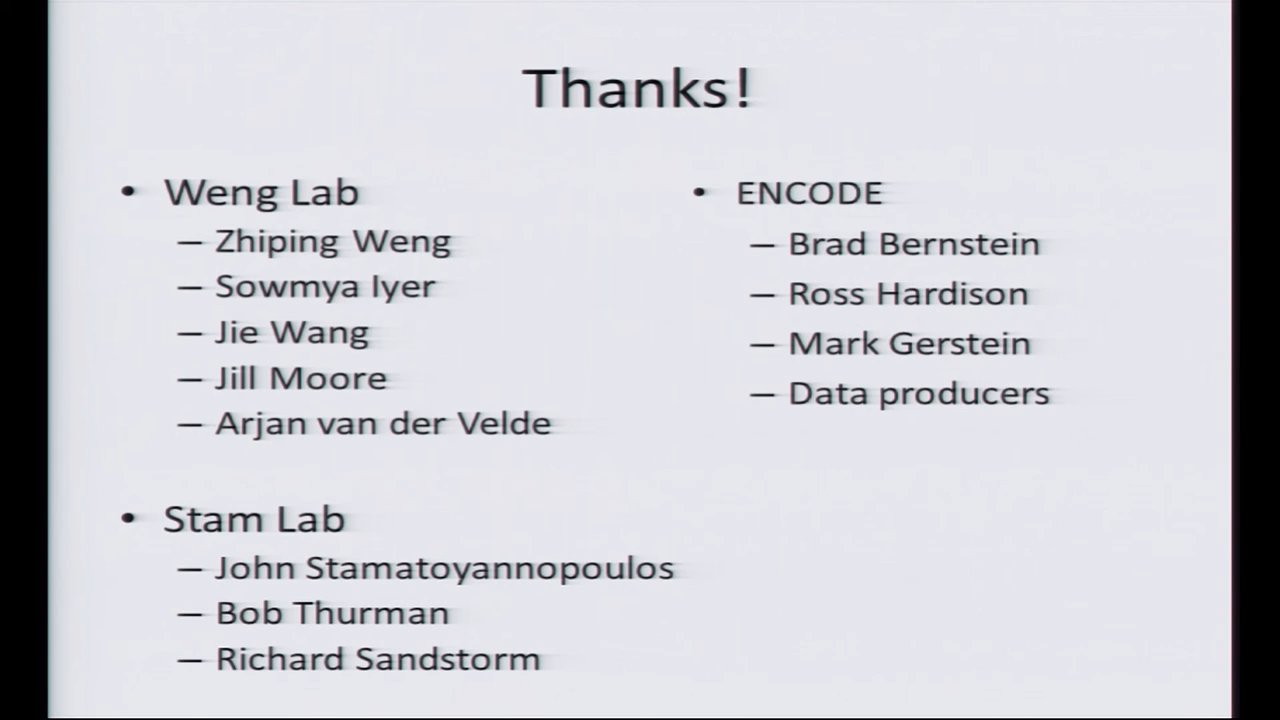 Thanks!
• Weng Lab
– Zhiping Weng
– Sowmya Iyer
– Jie Wang
– Jill Moore
– Arjan van der Velde
• Stam Lab
– John Stamatoyannopoulos
– Bob Thurman
– Richard Sandstorm
• ENCODE
– Brad Bernstein
– Ross Hardison
– Mark Gerstein
– Data producers